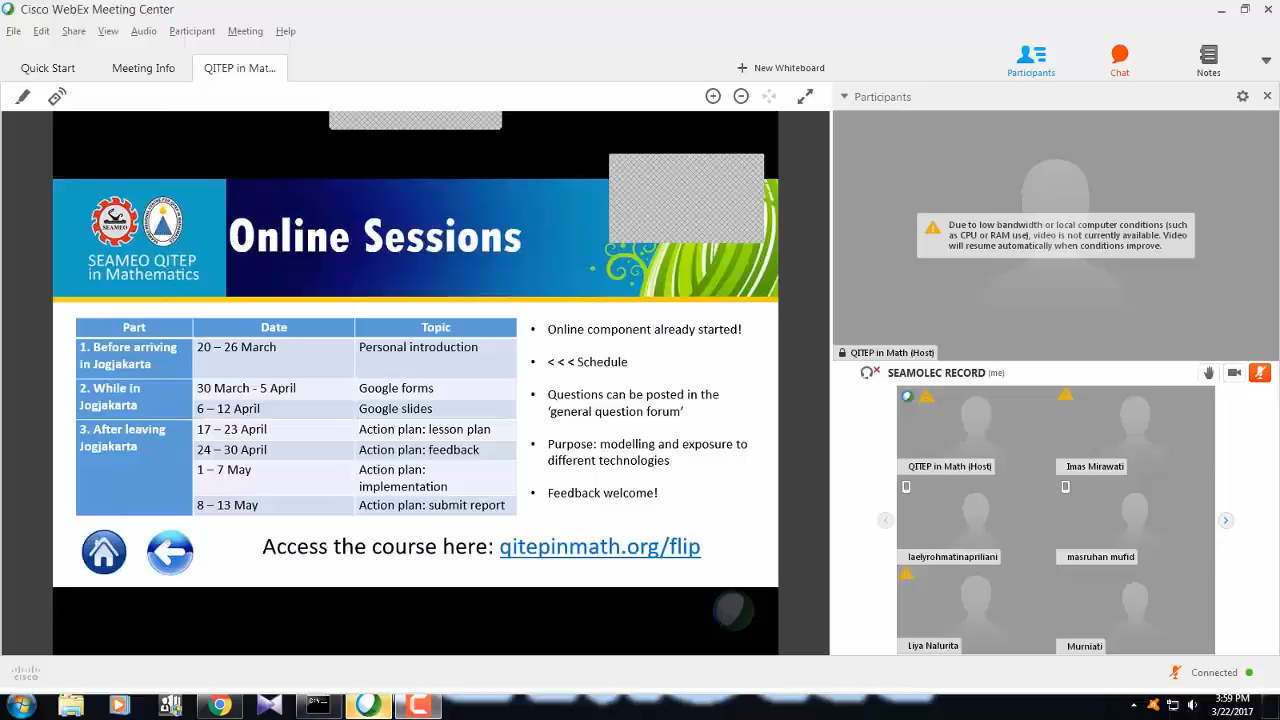 Cisco WebEx Meeting Center
File Edit Share View Audio Participant Meeting Help
Quick Start Meeting Info QITEP in Mat...
New Whiteboard
Participants Chat Notes
Participants
SEAMEO
SEAMEO QITEP
in Mathematics
Online Sessions
Part Date Topic
1. Before arriving
in Jogjakarta
20 – 26 March Personal introduction
2. While in
Jogjakarta
30 March - 5 April Google forms
6 – 12 April Google slides
3. After leaving
Jogjakarta
17 – 23 April Action plan: lesson plan
24 – 30 April Action plan: feedback
1 – 7 May Action plan:
implementation
8 – 13 May Action plan: submit report
• Online component already started!
• < < < Schedule
• Questions can be posted in the
‘general question forum’
• Purpose: modelling and exposure to
different technologies
• Feedback welcome!
Access the course here: qitepinmath.org/flip
Due to low bandwidth or local computer conditions (such
as CPU or RAM use), video is not currently available. Video
will resume automatically when conditions improve.
QITEP in Math (Host)
SEAMOLEC RECORD (me)
QITEP in Math (Host) Imas Mirawati
laelyrohmatinapriliani masruhan mufid
Liya Nalurita Murniati
cisco
Connected
3:59 PM
3/22/2017